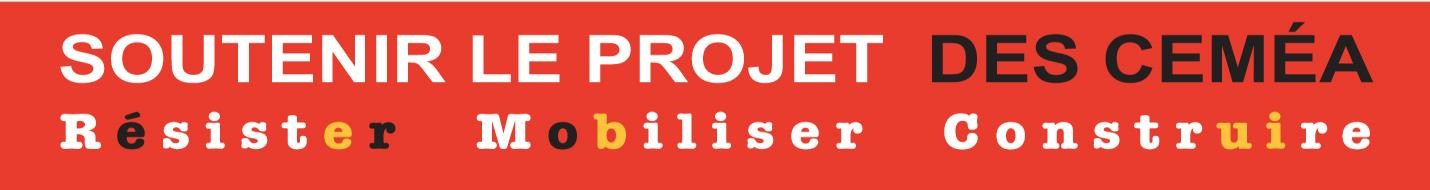 SOUTENIR LE PROJET DES CEMÉA
Résister Mobiliser Construire